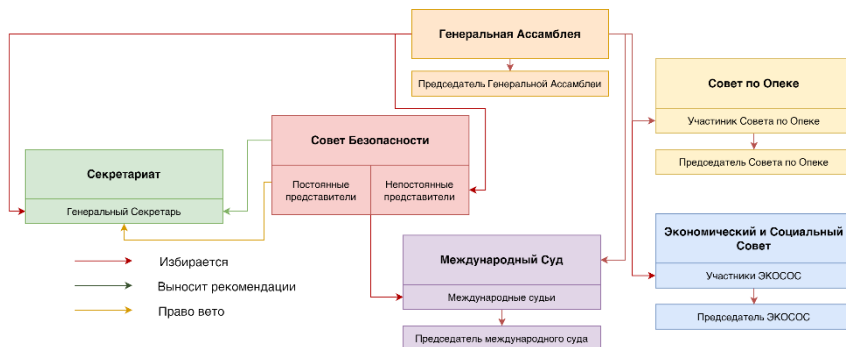 Генеральная Ассамблея
Председатель Генеральной Ассамблеи
Совет по Опеке
Участиник Совета по Опеке
Председатель Совета по Опеке
Совет Безопасности
Постоянные
представители
Непостоянные
представители
Секретариат
Генеральный Секретарь
Экономический и Социальный
Совет
Участники ЭКОСОС
Председатель ЭКОСОС
Международный Суд
Международные судьи
Председатель международного суда
Избирается
Выносит рекомендации
Право вето